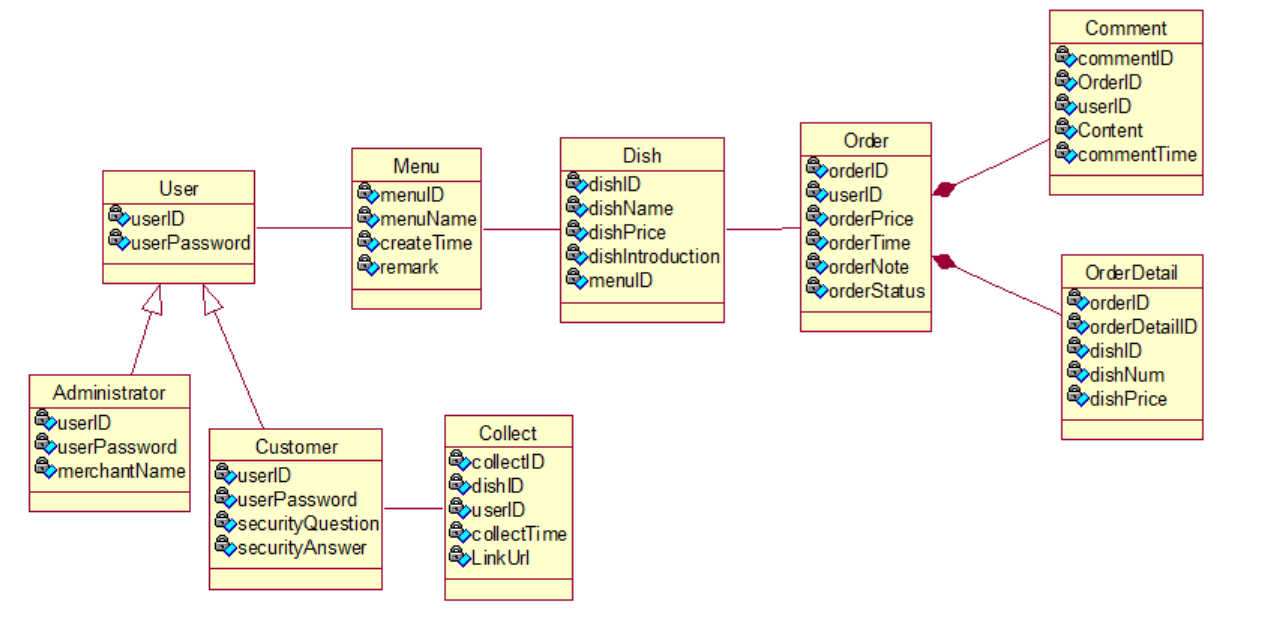 User
userID
userPassword
Menu
menuID
menuName
createTime
remark
Dish
dishID
dishName
dishPrice
dishIntroduction
menuID
Order
orderID
userID
orderPrice
orderTime
orderNote
orderStatus
Comment
commentID
OrderID
userID
Content
commentTime
OrderDetail
orderID
orderDetailID
dishID
dishNum
dishPrice
Administrator
userID
userPassword
merchantName
Customer
userID
userPassword
securityQuestion
securityAnswer
Collect
collectID
dishID
userID
collectTime
LinkUrl